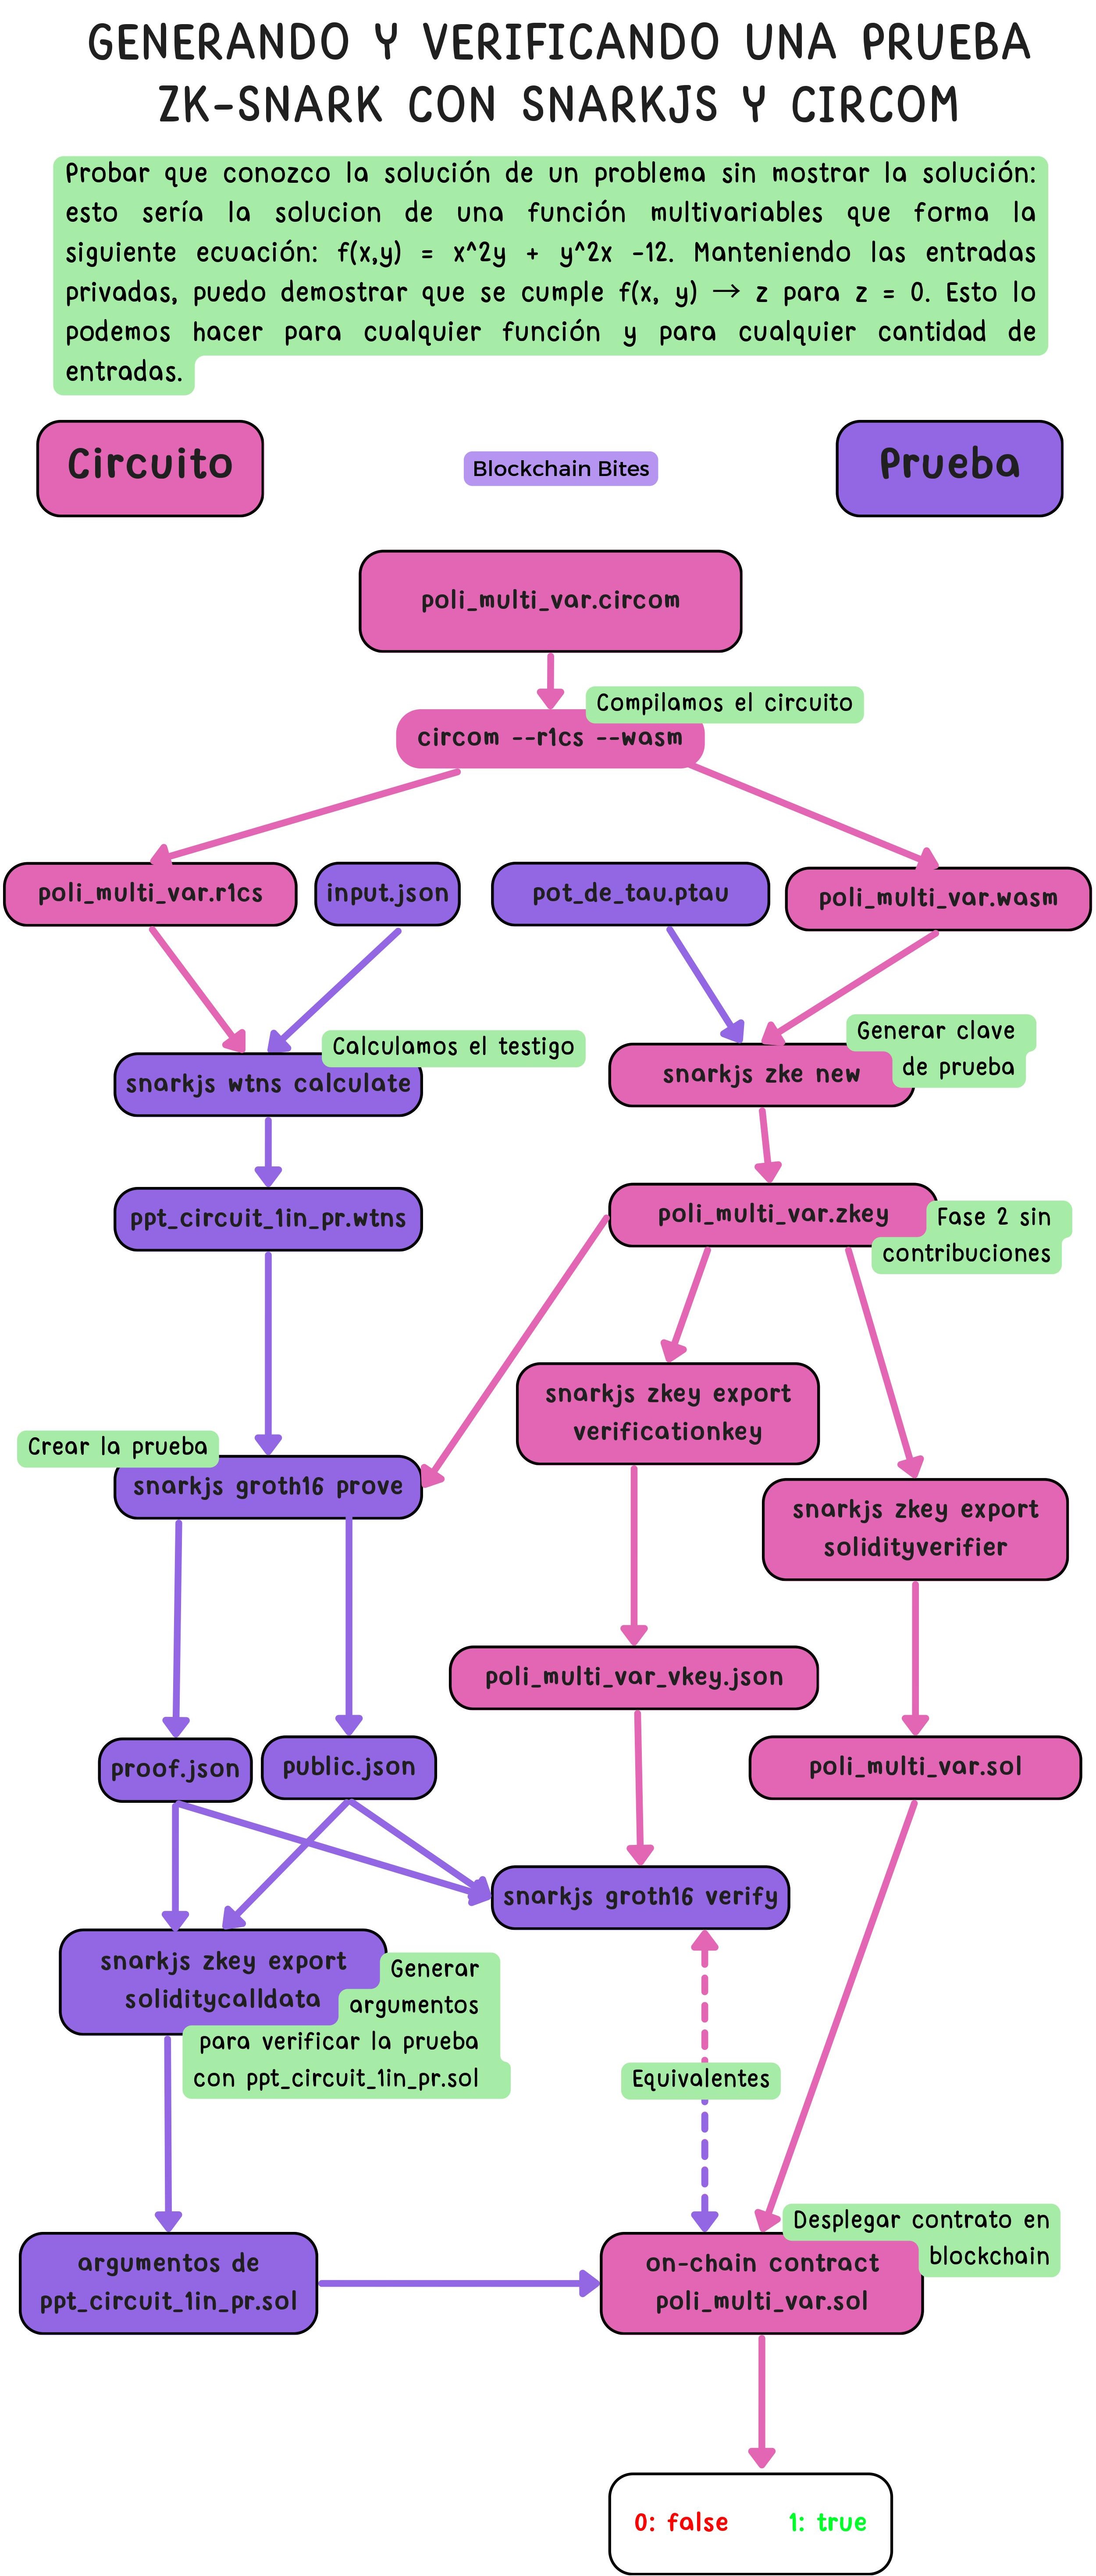 GENERANDO Y VERIFICANDO UNA PRUEBA
ZK-SNARK CON SNARKJS Y CIRCOM
Probar que conozco la solución de un problema sin mostrar la solución:
esto sería la solucion de una función multivariables que forma la
siguiente ecuación: f(x,y) = x^2y + y^2x -12. Manteniendo las entradas
privadas, puedo demostrar que se cumple f(x, y) → z para z = 0. Esto lo
podemos hacer para cualquier función y para cualquier cantidad de
entradas.
Circuito
Blockchain Bites
Prueba
poli_multi_var.circom
Compilamos el circuito
circom --r1cs --wasm
poli_multi_var.r1cs
input.json
pot_de_tau.ptau
poli_multi_var.wasm
Calculamos el testigo
snarkjs wtns calculate
Generar clave
de prueba
snarkjs zke new
ppt_circuit_1in_pr.wtns
poli_multi_var.zkey
Fase 2 sin
contribuciones
snarkjs zkey export
verificationkey
Crear la prueba
snarkjs groth16 prove
snarkjs zkey export
solidityverifier
poli_multi_var_vkey.json
proof.json
public.json
poli_multi_var.sol
snarkjs groth16 verify
snarkjs zkey export
soliditycalldata
Generar
argumentos
para verificar la prueba
con ppt_circuit_1in_pr.sol
Equivalentes
Desplegar contrato en
blockchain
argumentos de
ppt_circuit_1in_pr.sol
on-chain contract
poli_multi_var.sol
0: false
1: true